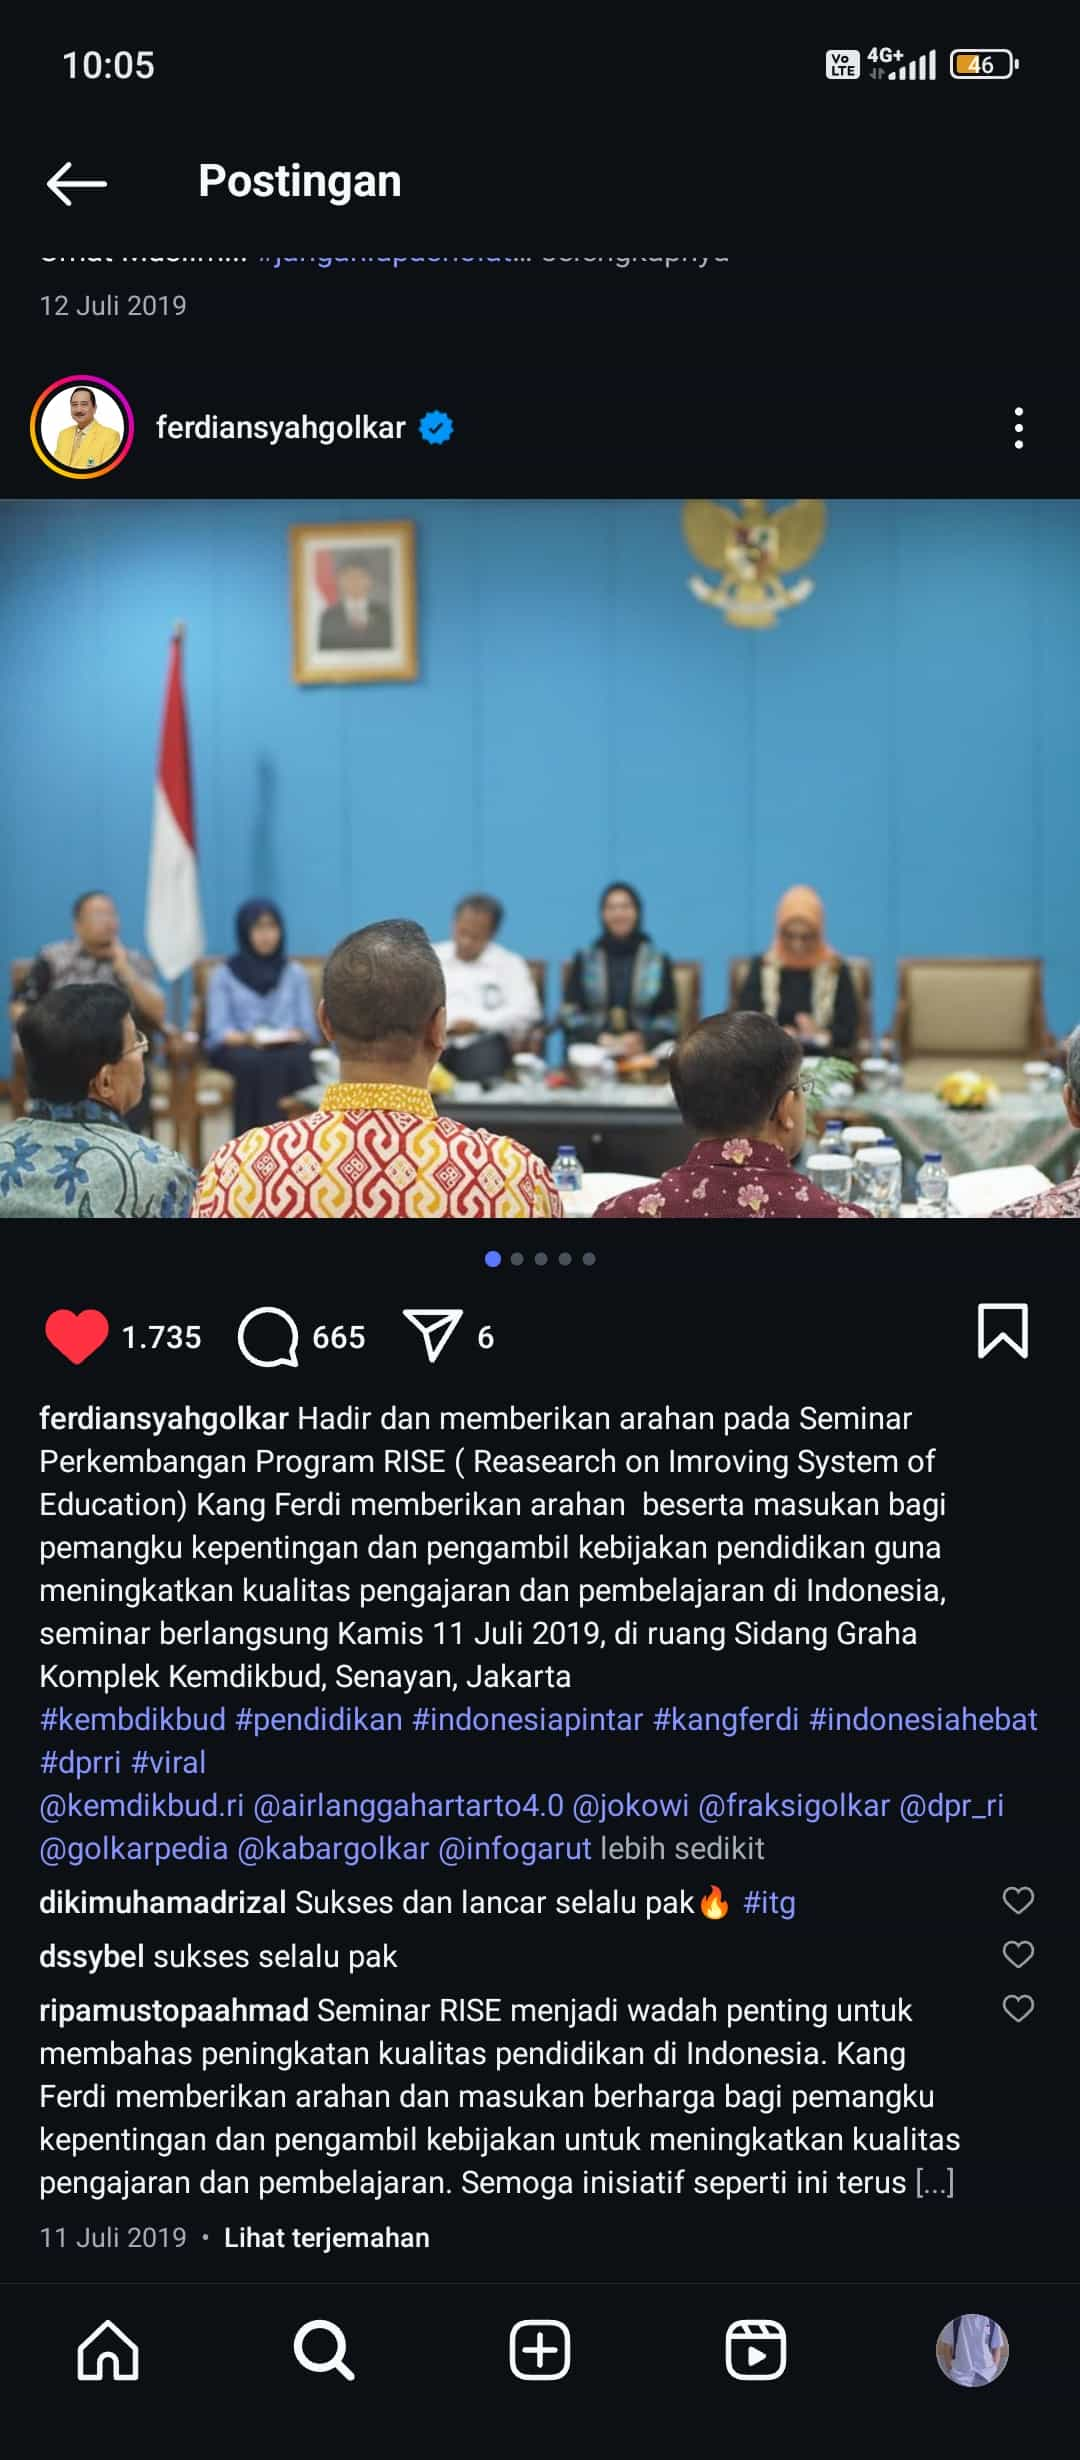 10:05
Vo LTE 4G+ 46
Postingan
12 Juli 2019
ferdiansyahgolkar
1.735 665 6
ferdiansyahgolkar Hadir dan memberikan arahan pada Seminar
Perkembangan Program RISE ( Reasearch on Imroving System of
Education) Kang Ferdi memberikan arahan  beserta masukan bagi
pemangku kepentingan dan pengambil kebijakan pendidikan guna
meningkatkan kualitas pengajaran dan pembelajaran di Indonesia,
seminar berlangsung Kamis 11 Juli 2019, di ruang Sidang Graha
Komplek Kemdikbud, Senayan, Jakarta
#kembdikbud #pendidikan #indonesiapintar #kangferdi #indonesiahebat
#dprri #viral
@kemdikbud.ri @airlanggahartarto4.0 @jokowi @fraksigolkar @dpr_ri
@golkarpedia @kabargolkar @infogarut lebih sedikit
dikimuhamadrizal Sukses dan lancar selalu pak🔥 #itg
dssybel sukses selalu pak
ripamustopaahmad Seminar RISE menjadi wadah penting untuk
membahas peningkatan kualitas pendidikan di Indonesia. Kang
Ferdi memberikan arahan dan masukan berharga bagi pemangku
kepentingan dan pengambil kebijakan untuk meningkatkan kualitas
pengajaran dan pembelajaran. Semoga inisiatif seperti ini terus [...]
11 Juli 2019 • Lihat terjemahan